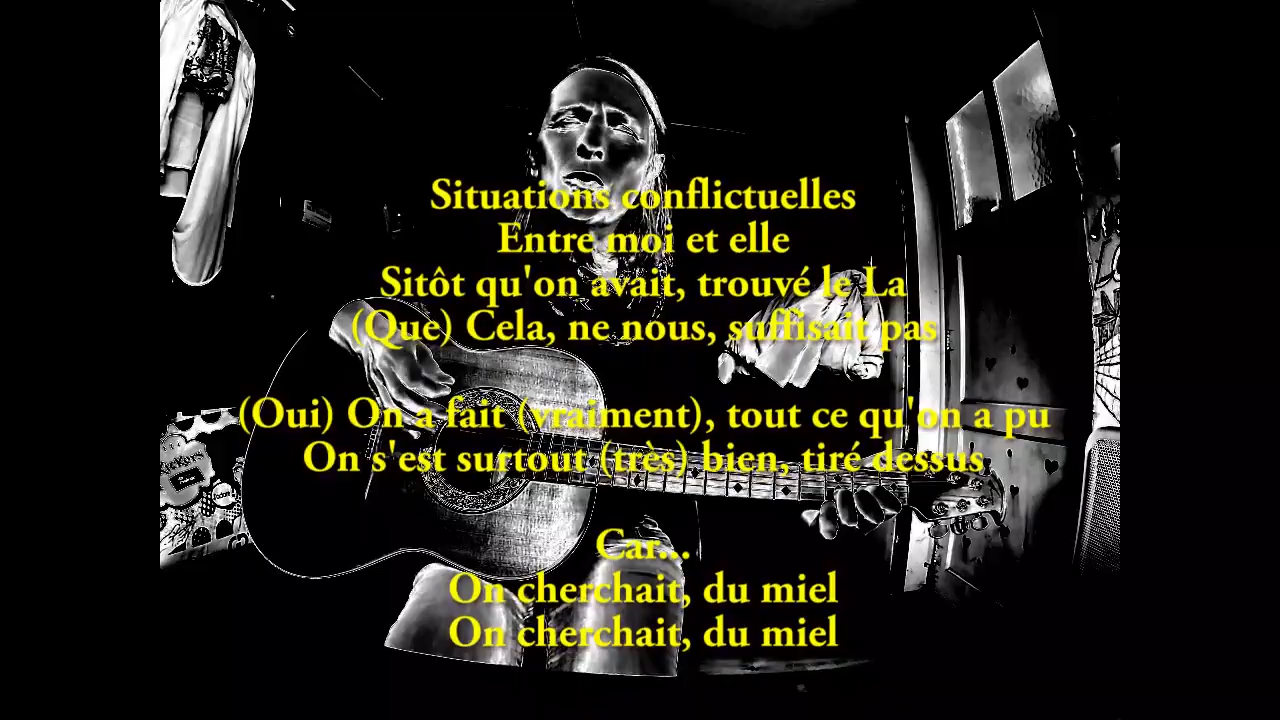 Situations conflictuelles
Entre moi et elle
Sitôt qu'on avait, trouvé le La
(Que) Cela, ne nous, suffisait pas
(Oui) On a fait (vraiment), tout ce qu'on a pu
On s'est surtout (très) bien, tiré dessus
Car...
On cherchait, du miel
On cherchait, du miel